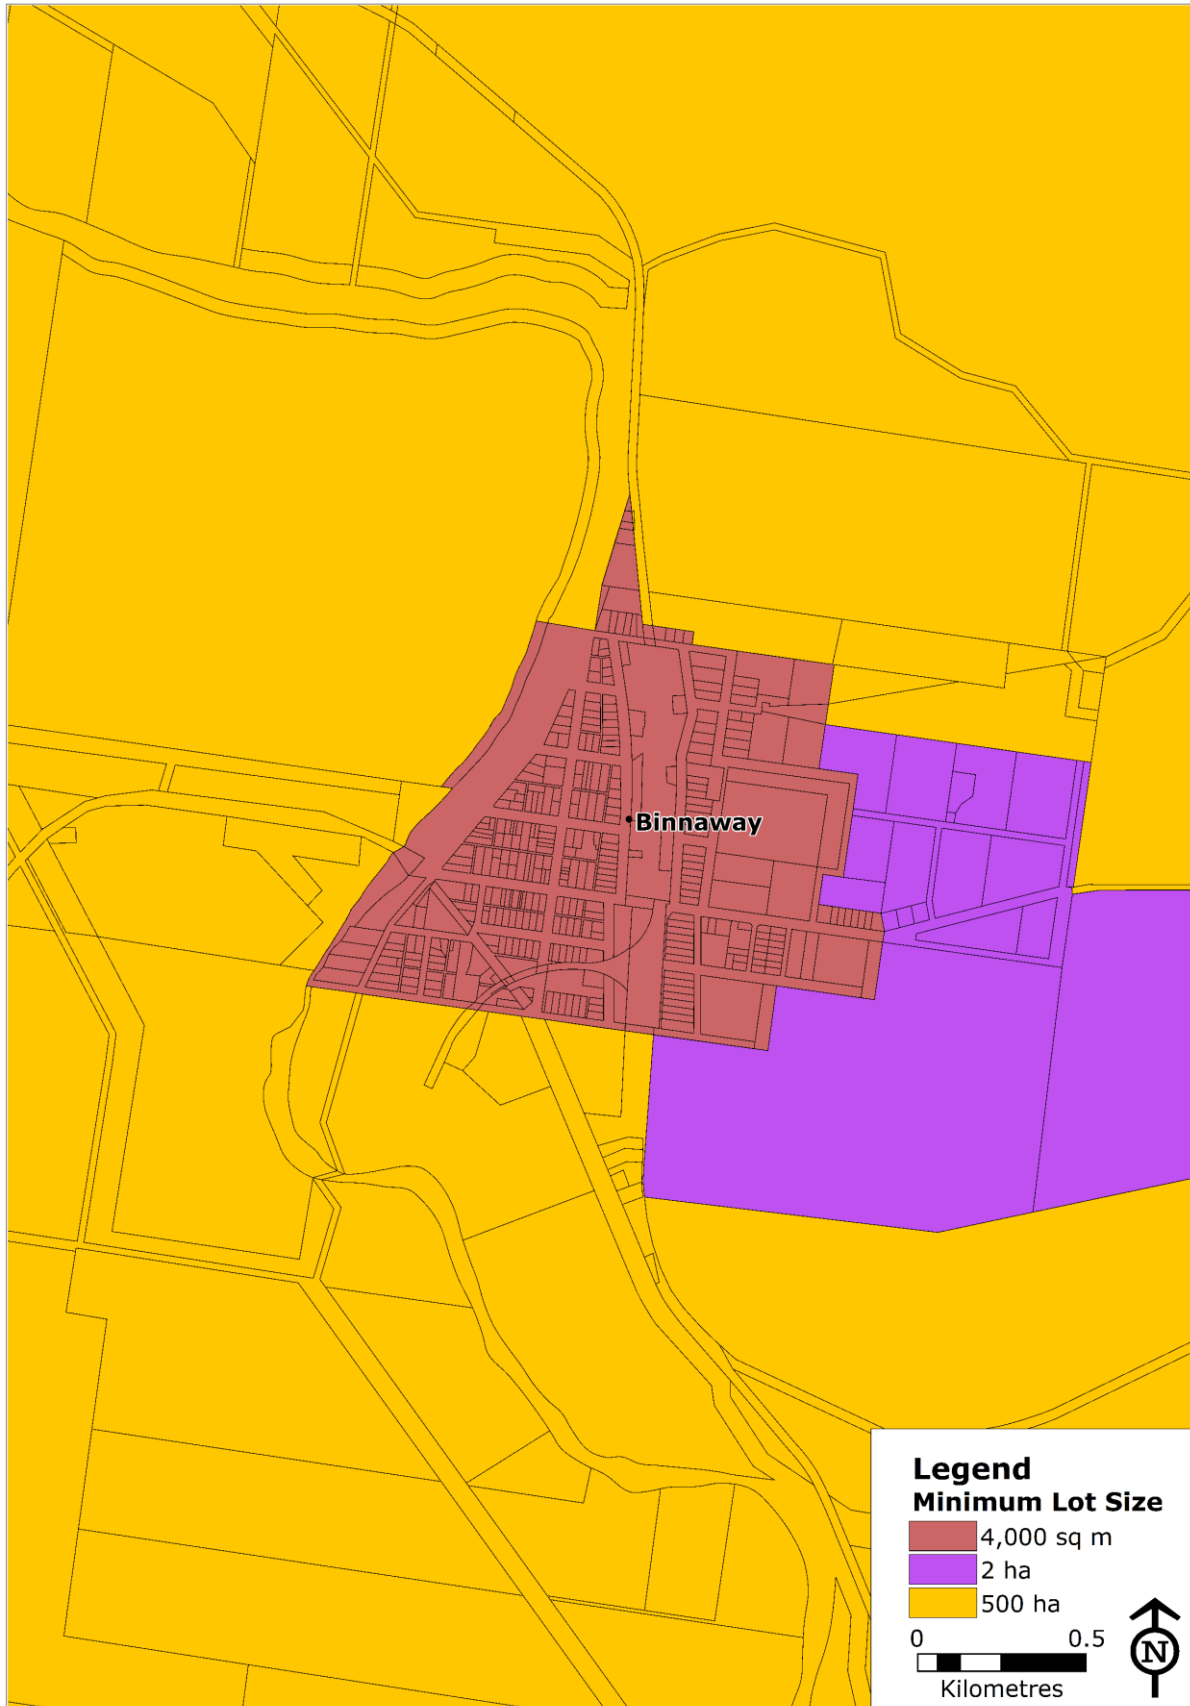 Binnaway
Legend
Minimum Lot Size
4,000 sq m
2 ha
500 ha
0 0.5
Kilometres
N